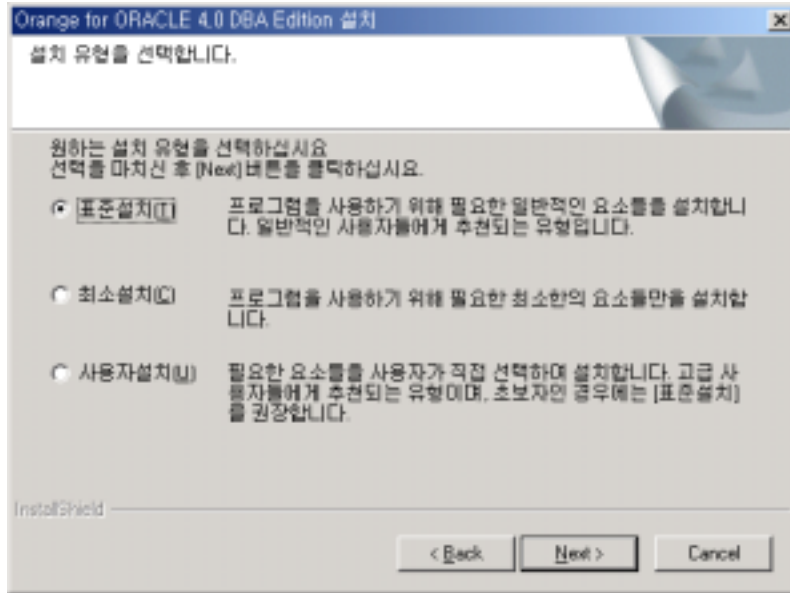 Orange for ORACLE 4.0 DBA Edition 설치
설치 유형을 선택합니다.
원하는 설치 유형을 선택하십시요
선택을 마치신 후 [Next] 버튼을 클릭하십시요.
표준설치(T)
프로그램을 사용하기 위해 필요한 일반적인 요소들을 설치합니
다. 일반적인 사용자들에게 추천되는 유형입니다.
최소설치(C)
프로그램을 사용하기 위해 필요한 최소한의 요소들만을 설치합
니다.
사용자설치(U)
필요한 요소들을 사용자가 직접 선택하며 설치합니다. 고급 사
용자들에게 추천되는 유형이며, 초보자인 경우에는 [표준설치]
를 권장합니다.
InstallShield
< Back
Next >
Cancel